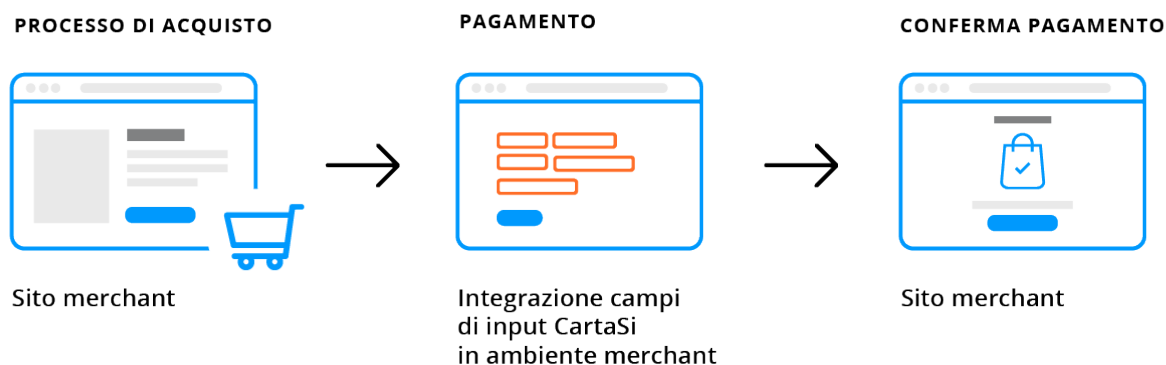 PROCESSO DI ACQUISTO
PAGAMENTO
CONFERMA PAGAMENTO
Sito merchant
Integrazione campi
di input CartaSi
in ambiente merchant
Sito merchant